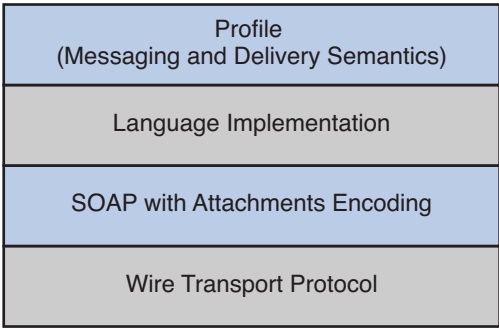 Profile
(Messaging and Delivery Semantics)
Language Implementation
SOAP with Attachments Encoding
Wire Transport Protocol